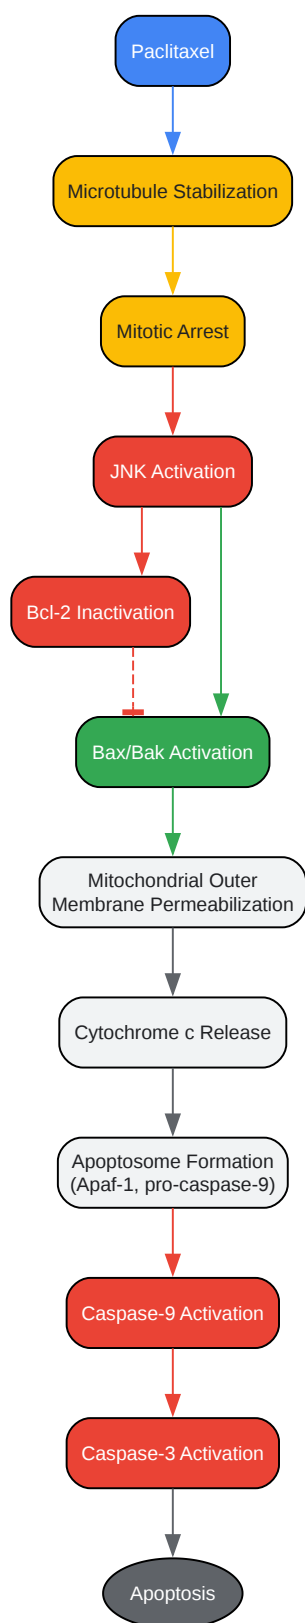 Paclitaxel
Microtubule Stabilization
Mitotic Arrest
JNK Activation
Bcl-2 Inactivation
Bax/Bak Activation
Mitochondrial Outer
Membrane Permeabilization
Cytochrome c Release
Apoptosome Formation
(Apaf-1, pro-caspase-9)
Caspase-9 Activation
Caspase-3 Activation
Apoptosis